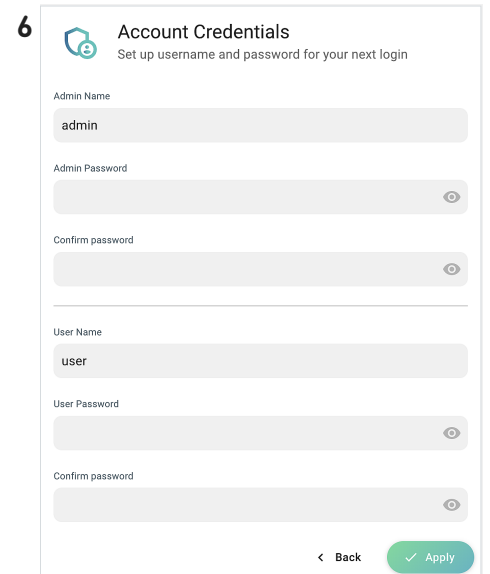 6
Account Credentials
Set up username and password for your next login
Admin Name
admin
Admin Password
Confirm password
User Name
user
User Password
Confirm password
Back
Apply